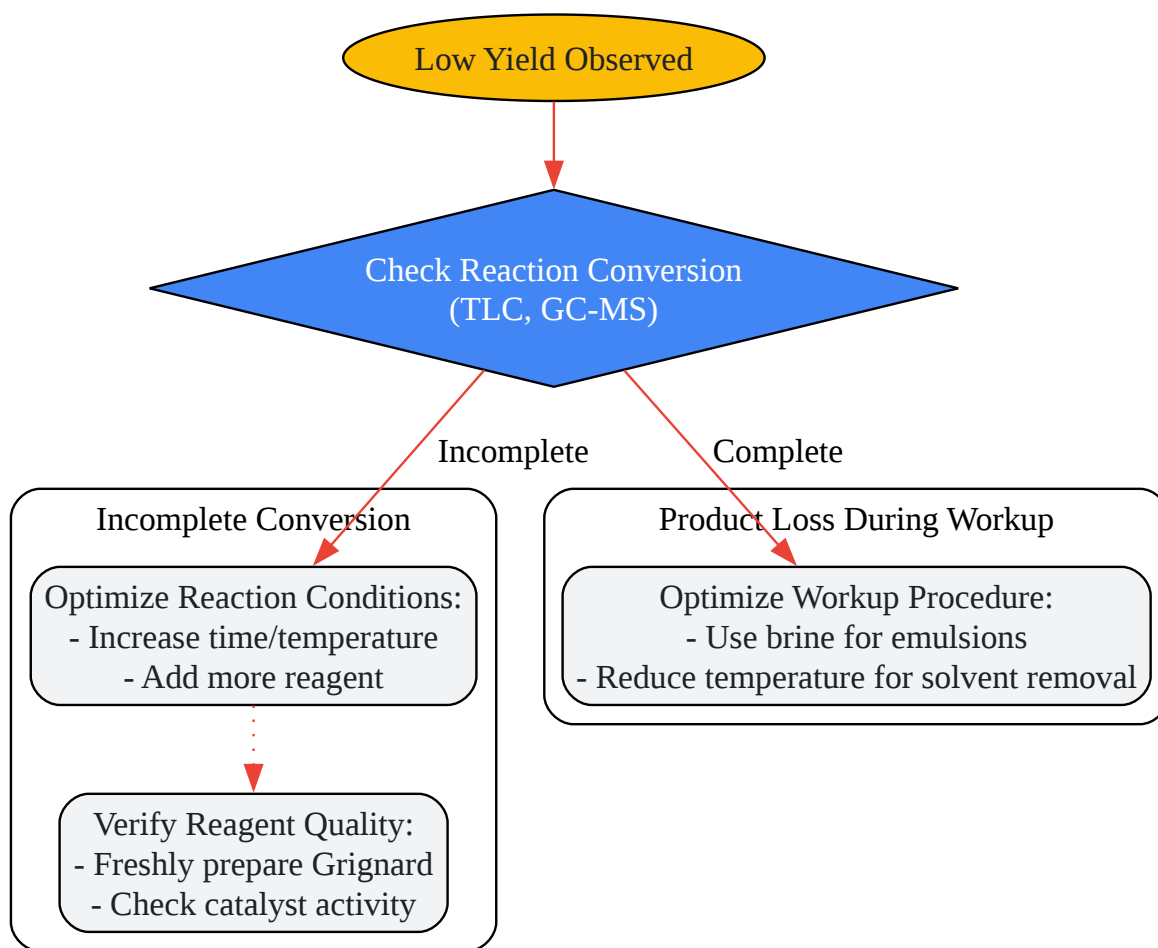 Low Yield Observed
Check Reaction Conversion
(TLC, GC-MS)
Incomplete
Complete
Incomplete Conversion
Optimize Reaction Conditions:
- Increase time/temperature
- Add more reagent
Verify Reagent Quality:
- Freshly prepare Grignard
- Check catalyst activity
Product Loss During Workup
Optimize Workup Procedure:
- Use brine for emulsions
- Reduce temperature for solvent removal